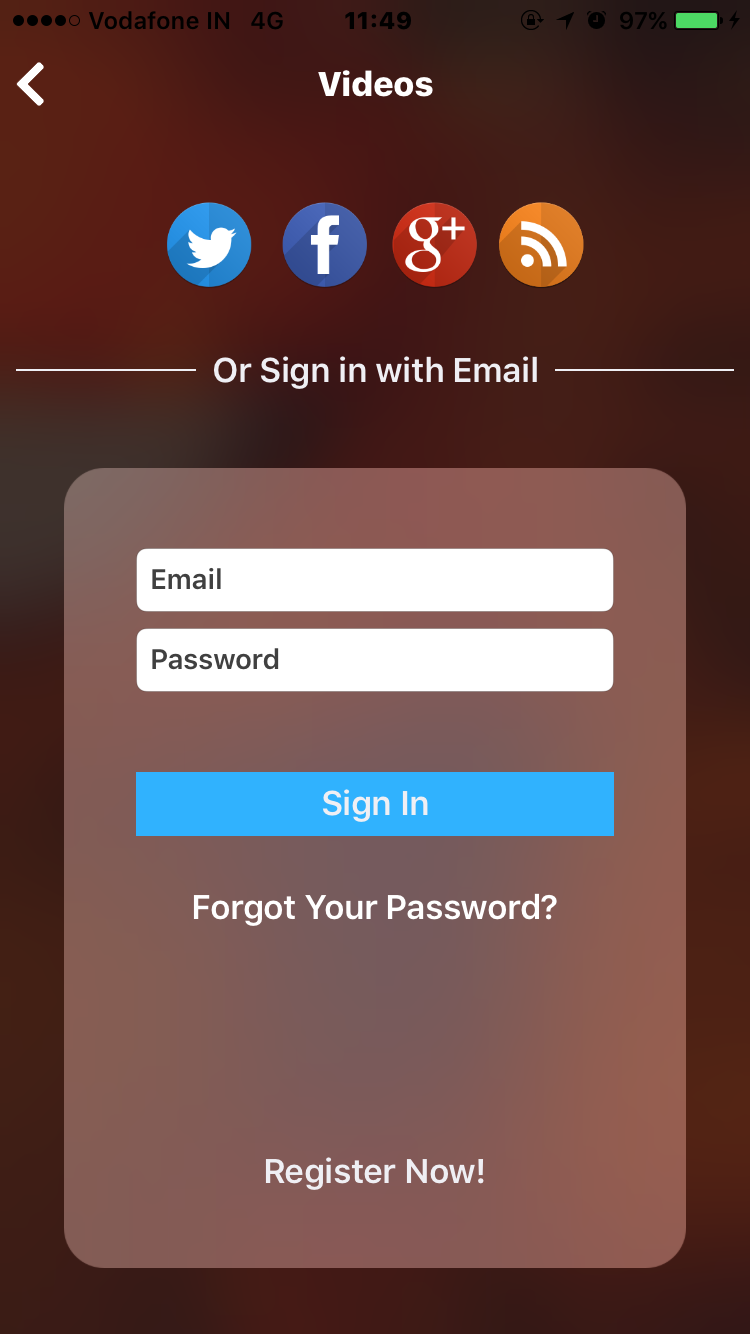 Vodafone IN 4G 11:49 97%
Videos
g+
Or Sign in with Email
Email
Password
Sign In
Forgot Your Password?
Register Now!